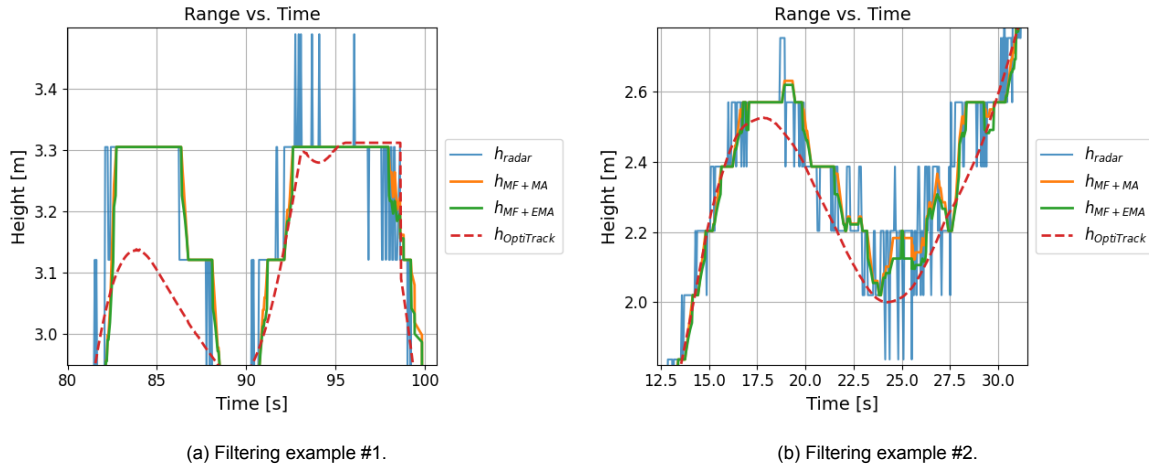 Range vs. Time
Height [m]
3.4
3.3
3.2
3.1
3.0
80
85
90
95
100
Time [s]
h_radar
h_MF+MA
h_MF+EMA
h_OptiTrack
(a) Filtering example #1.
Range vs. Time
Height [m]
2.6
2.4
2.2
2.0
12.5
15.0
17.5
20.0
22.5
25.0
27.5
30.0
Time [s]
h_radar
h_MF+MA
h_MF+EMA
h_OptiTrack
(b) Filtering example #2.